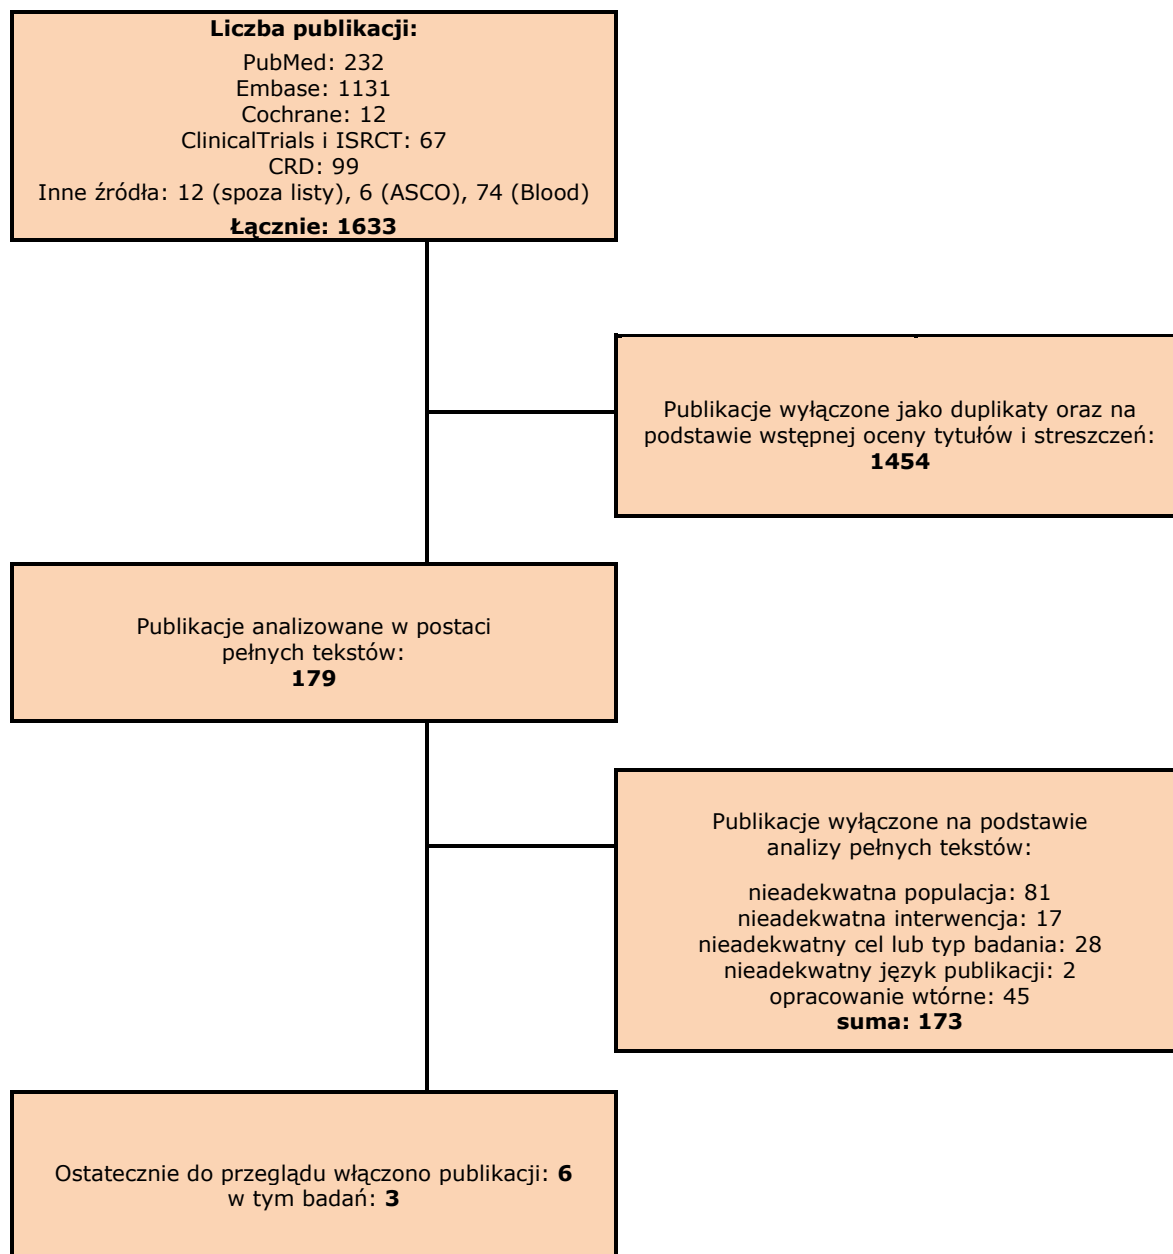 Liczba publikacji:
PubMed: 232
Embase: 1131
Cochrane: 12
ClinicalTrials i ISRCT: 67
CRD: 99
Inne źródła: 12 (spoza listy), 6 (ASCO), 74 (Blood)
Łącznie: 1633
Publikacje wyłączone jako duplikaty oraz na
podstawie wstępnej oceny tytułów i streszczeń:
1454
Publikacje analizowane w postaci
pełnych tekstów:
179
Publikacje wyłączone na podstawie
analizy pełnych tekstów:
nieadekwatna populacja: 81
nieadekwatna interwencja: 17
nieadekwatny cel lub typ badania: 28
nieadekwatny język publikacji: 2
opracowanie wtórne: 45
suma: 173
Ostatecznie do przeglądu włączono publikacji: 6
w tym badań: 3